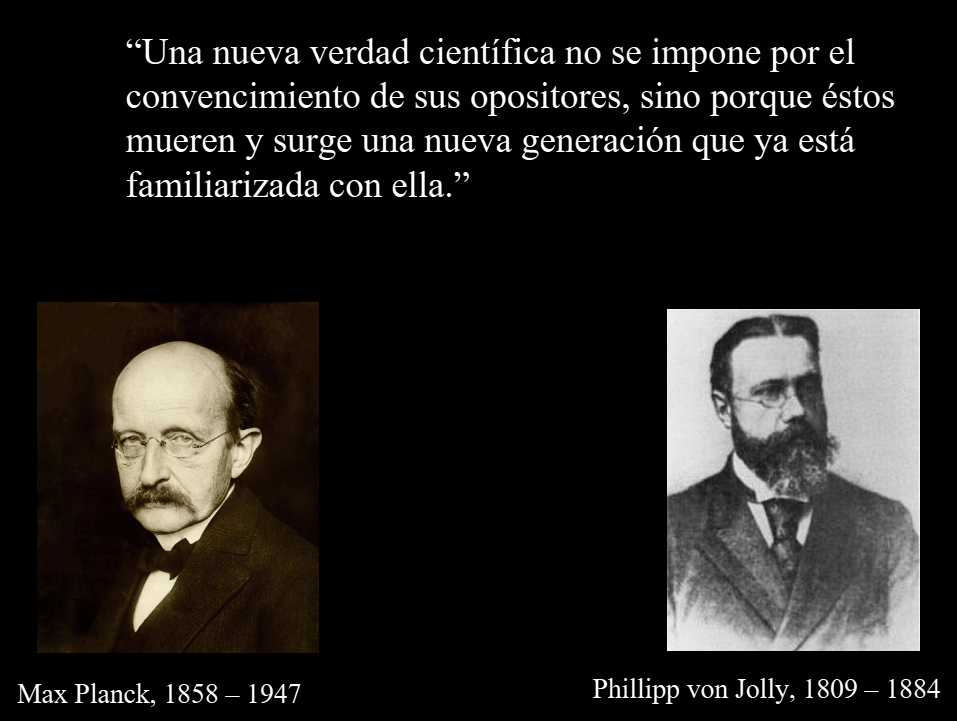 “Una nueva verdad científica no se impone por el
convencimiento de sus opositores, sino porque éstos
mueren y surge una nueva generación que ya está
familiarizada con ella.”
Max Planck, 1858 – 1947
Phillipp von Jolly, 1809 – 1884